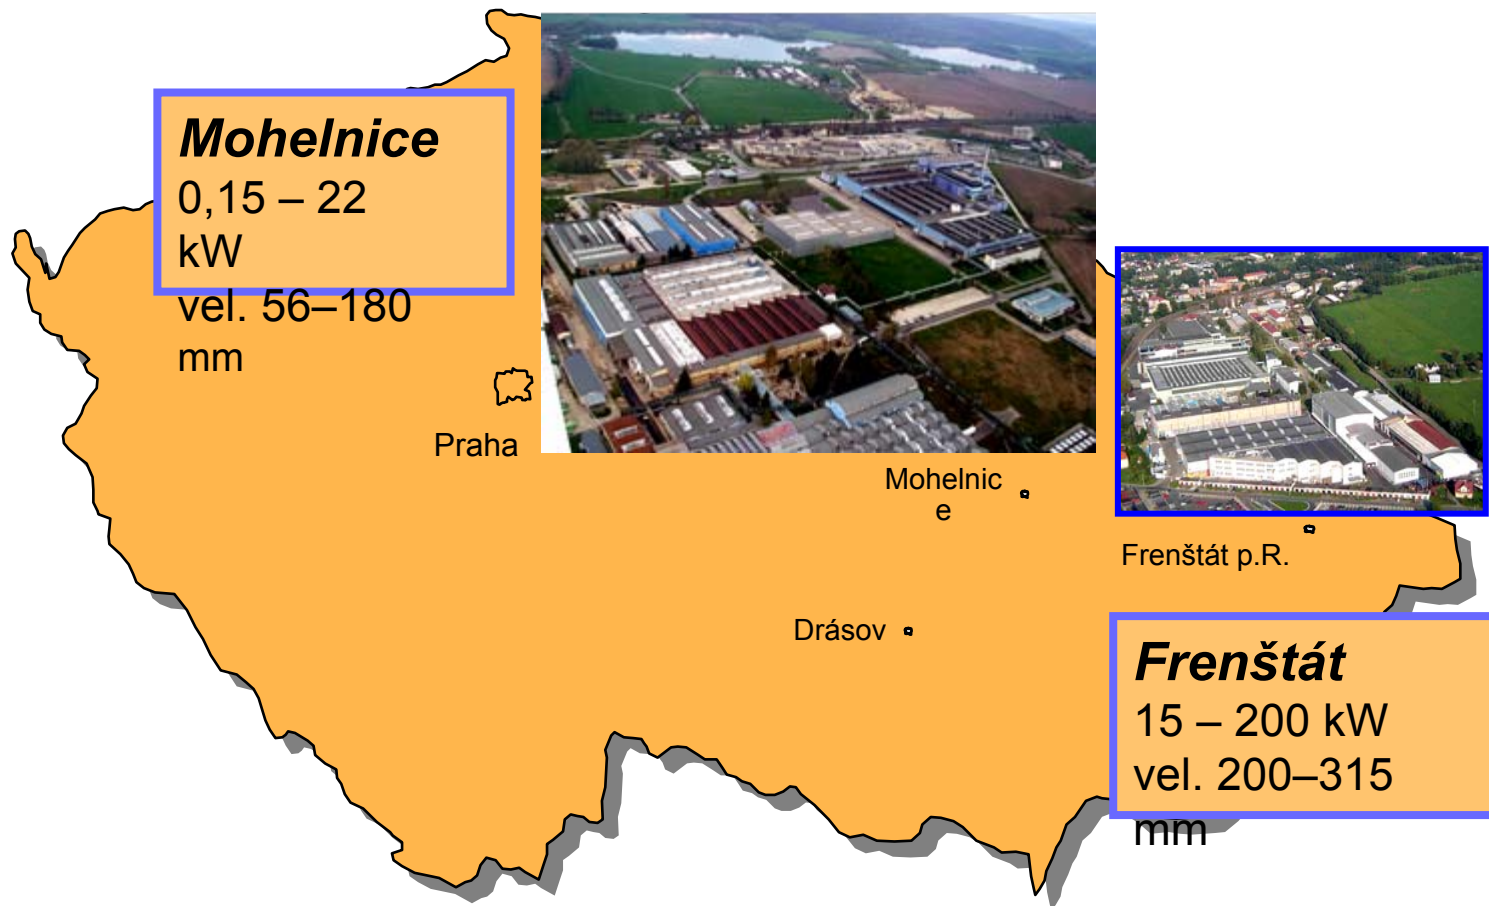 Mohelnice
0,15 – 22
kW
vel. 56–180
mm
Praha
Mohelnic
e
Frenštát p.R.
Drásov
Frenštát
15 – 200 kW
vel. 200–315
mm